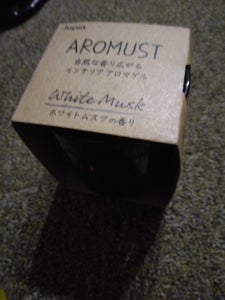 AROMUST
自然な香り広がる
インテリアアロマゲル
White Musk
ホワイトムスクの香り